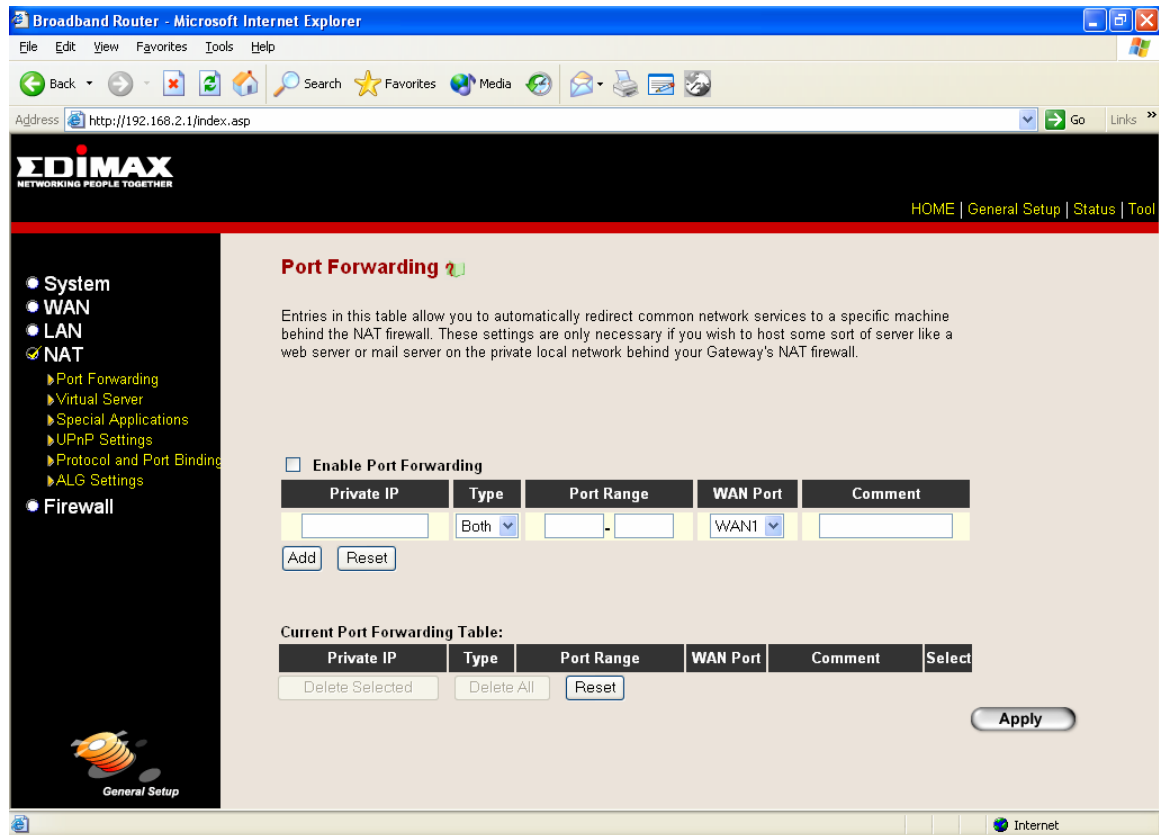 Broadband Router - Microsoft Internet Explorer
File Edit View Favorites Tools Help
Back Search Favorites Media
Address http://192.168.2.1/index.asp Go Links »
EDIMAX
NETWORKING PEOPLE TOGETHER
HOME | General Setup | Status | Tool
System
WAN
LAN
NAT
Port Forwarding
Virtual Server
Special Applications
UPnP Settings
Protocol and Port Binding
ALG Settings
Firewall
General Setup
Port Forwarding
Entries in this table allow you to automatically redirect common network services to a specific machine
behind the NAT firewall. These settings are only necessary if you wish to host some sort of server like a
web server or mail server on the private local network behind your Gateway's NAT firewall.
Enable Port Forwarding
Private IP Type Port Range WAN Port Comment
Both - WAN1
Add Reset
Current Port Forwarding Table:
Private IP Type Port Range WAN Port Comment Select
Delete Selected Delete All Reset
Apply
Internet